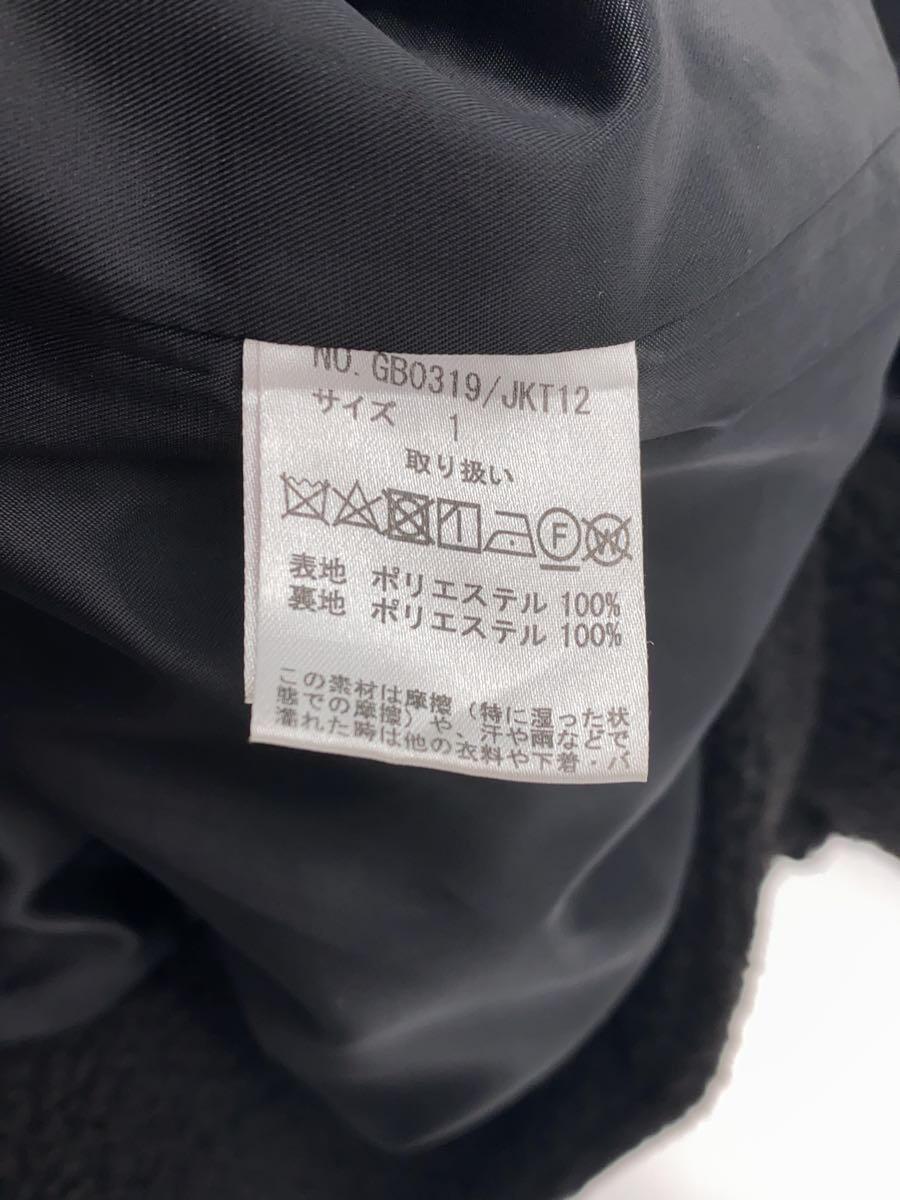 NO. GB0319/JKT12
サイズ 1
取り扱い
F W
表地 ポリエステル 100%
裏地 ポリエステル 100%
この素材は摩擦（特に湿った状
態での摩擦）や、汗や雨などで
濡れた時は他の衣料や下着・バ